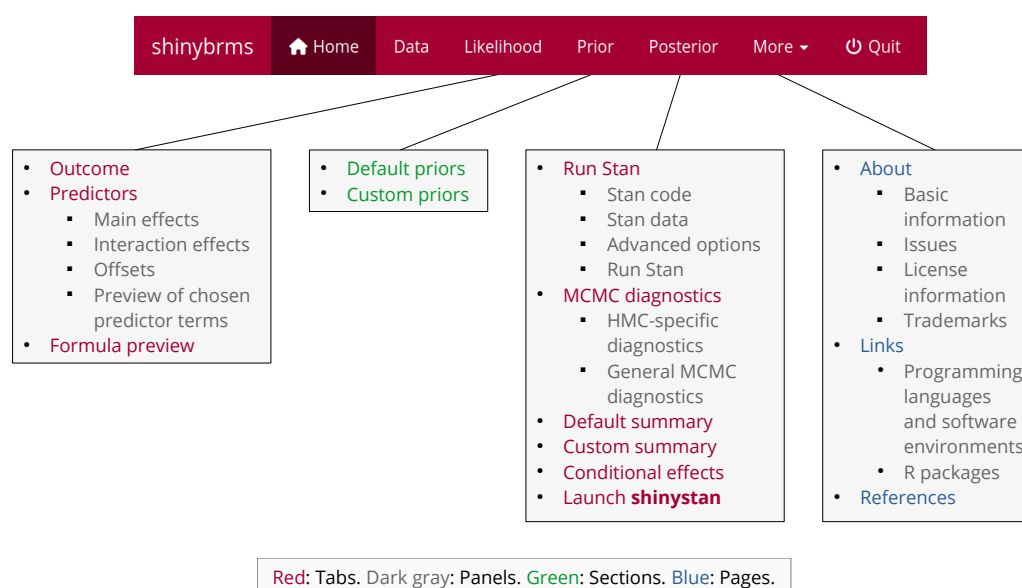 shinybrms Home Data Likelihood Prior Posterior More Quit
• Outcome
• Predictors
▪ Main effects
▪ Interaction effects
▪ Offsets
▪ Preview of chosen
predictor terms
• Formula preview
• Default priors
• Custom priors
• Run Stan
▪ Stan code
▪ Stan data
▪ Advanced options
▪ Run Stan
• MCMC diagnostics
▪ HMC-specific
diagnostics
▪ General MCMC
diagnostics
• Default summary
• Custom summary
• Conditional effects
• Launch shinystan
• About
▪ Basic
information
▪ Issues
▪ License
information
▪ Trademarks
• Links
• Programming
languages
and software
environments
• R packages
• References
Red: Tabs. Dark gray: Panels. Green: Sections. Blue: Pages.